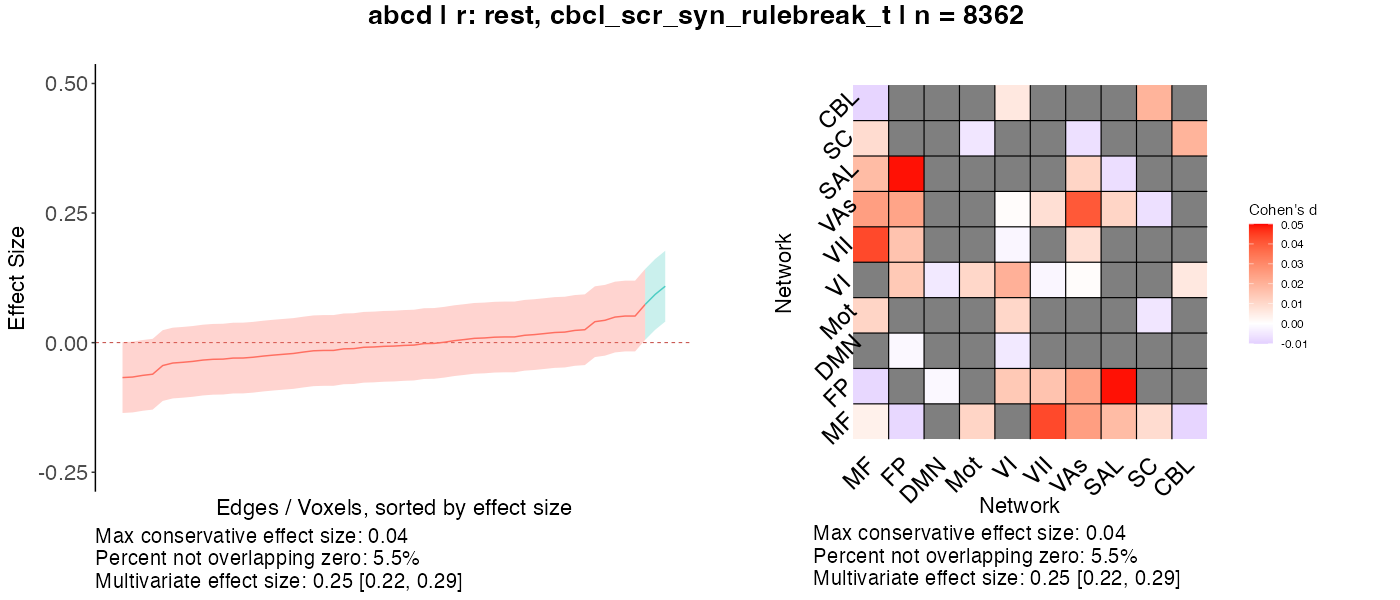 abcd | r: rest, cbcl_scr_syn_rulebreak_t | n = 8362
0.50
0.25
0.00
-0.25
Effect Size
Edges / Voxels, sorted by effect size
Max conservative effect size: 0.04
Percent not overlapping zero: 5.5%
Multivariate effect size: 0.25 [0.22, 0.29]
Network
CBL
SC
SAL
VAs
VII
VI
Mot
DMN
FP
MF
MF
FP
DMN
Mot
VI
VII
VAs
SAL
SC
CBL
Network
Max conservative effect size: 0.04
Percent not overlapping zero: 5.5%
Multivariate effect size: 0.25 [0.22, 0.29]
Cohen's d
0.05
0.04
0.03
0.02
0.01
0.00
-0.01